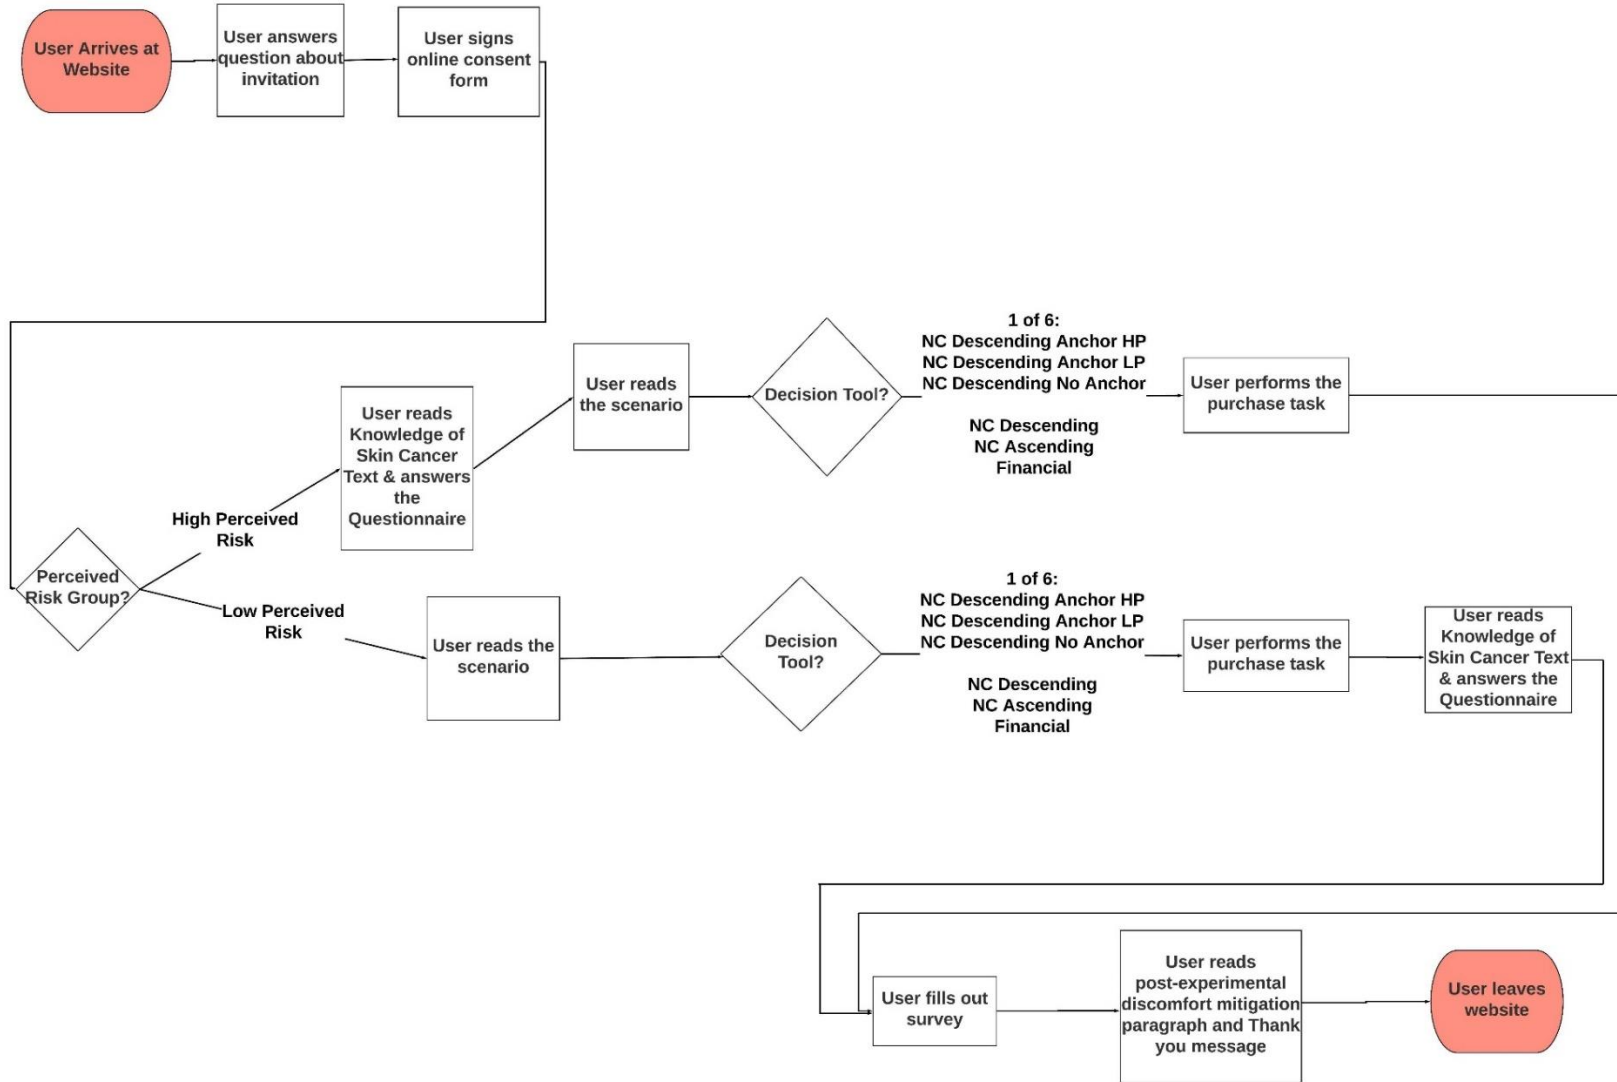 User Arrives at
Website
User answers
question about
invitation
User signs
online consent
form
Perceived
Risk Group?
High Perceived
Risk
User reads
Knowledge of
Skin Cancer
Text & answers
the
Questionnaire
User reads
the scenario
Decision Tool?
1 of 6:
NC Descending Anchor HP
NC Descending Anchor LP
NC Descending No Anchor
NC Descending
NC Ascending
Financial
User performs the
purchase task
Low Perceived
Risk
User reads the
scenario
Decision
Tool?
1 of 6:
NC Descending Anchor HP
NC Descending Anchor LP
NC Descending No Anchor
NC Descending
NC Ascending
Financial
User performs the
purchase task
User reads
Knowledge of
Skin Cancer Text
& answers the
Questionnaire
User fills out
survey
User reads
post-experimental
discomfort mitigation
paragraph and Thank
you message
User leaves
website